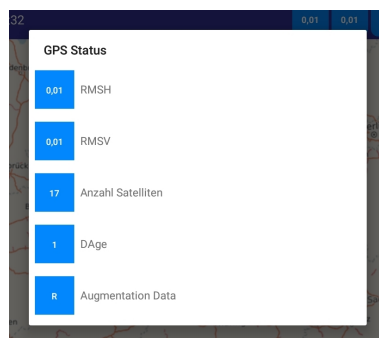 32
0,01 0,01
GPS Status
0,01 RMSH
0,01 RMSV
17 Anzahl Satelliten
1 DAge
R Augmentation Data